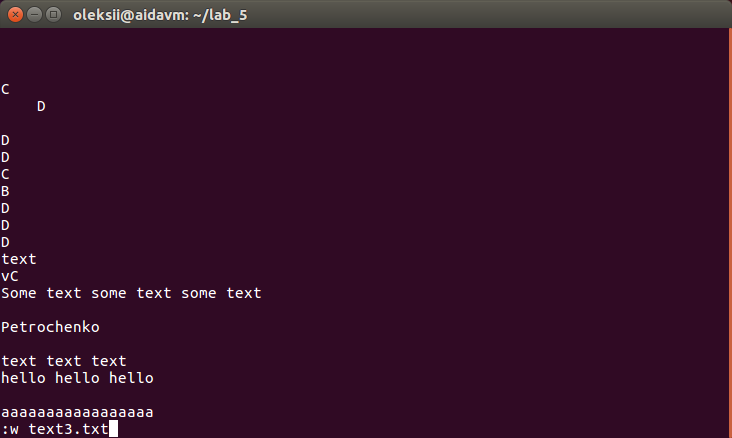 oleksii@aidavm: ~/lab_5
C
D
D
D
C
B
D
D
D
text
vC
Some text some text some text
Petrochenko
text text text
hello hello hello
aaaaaaaaaaaaaaaaa
:w text3.txt